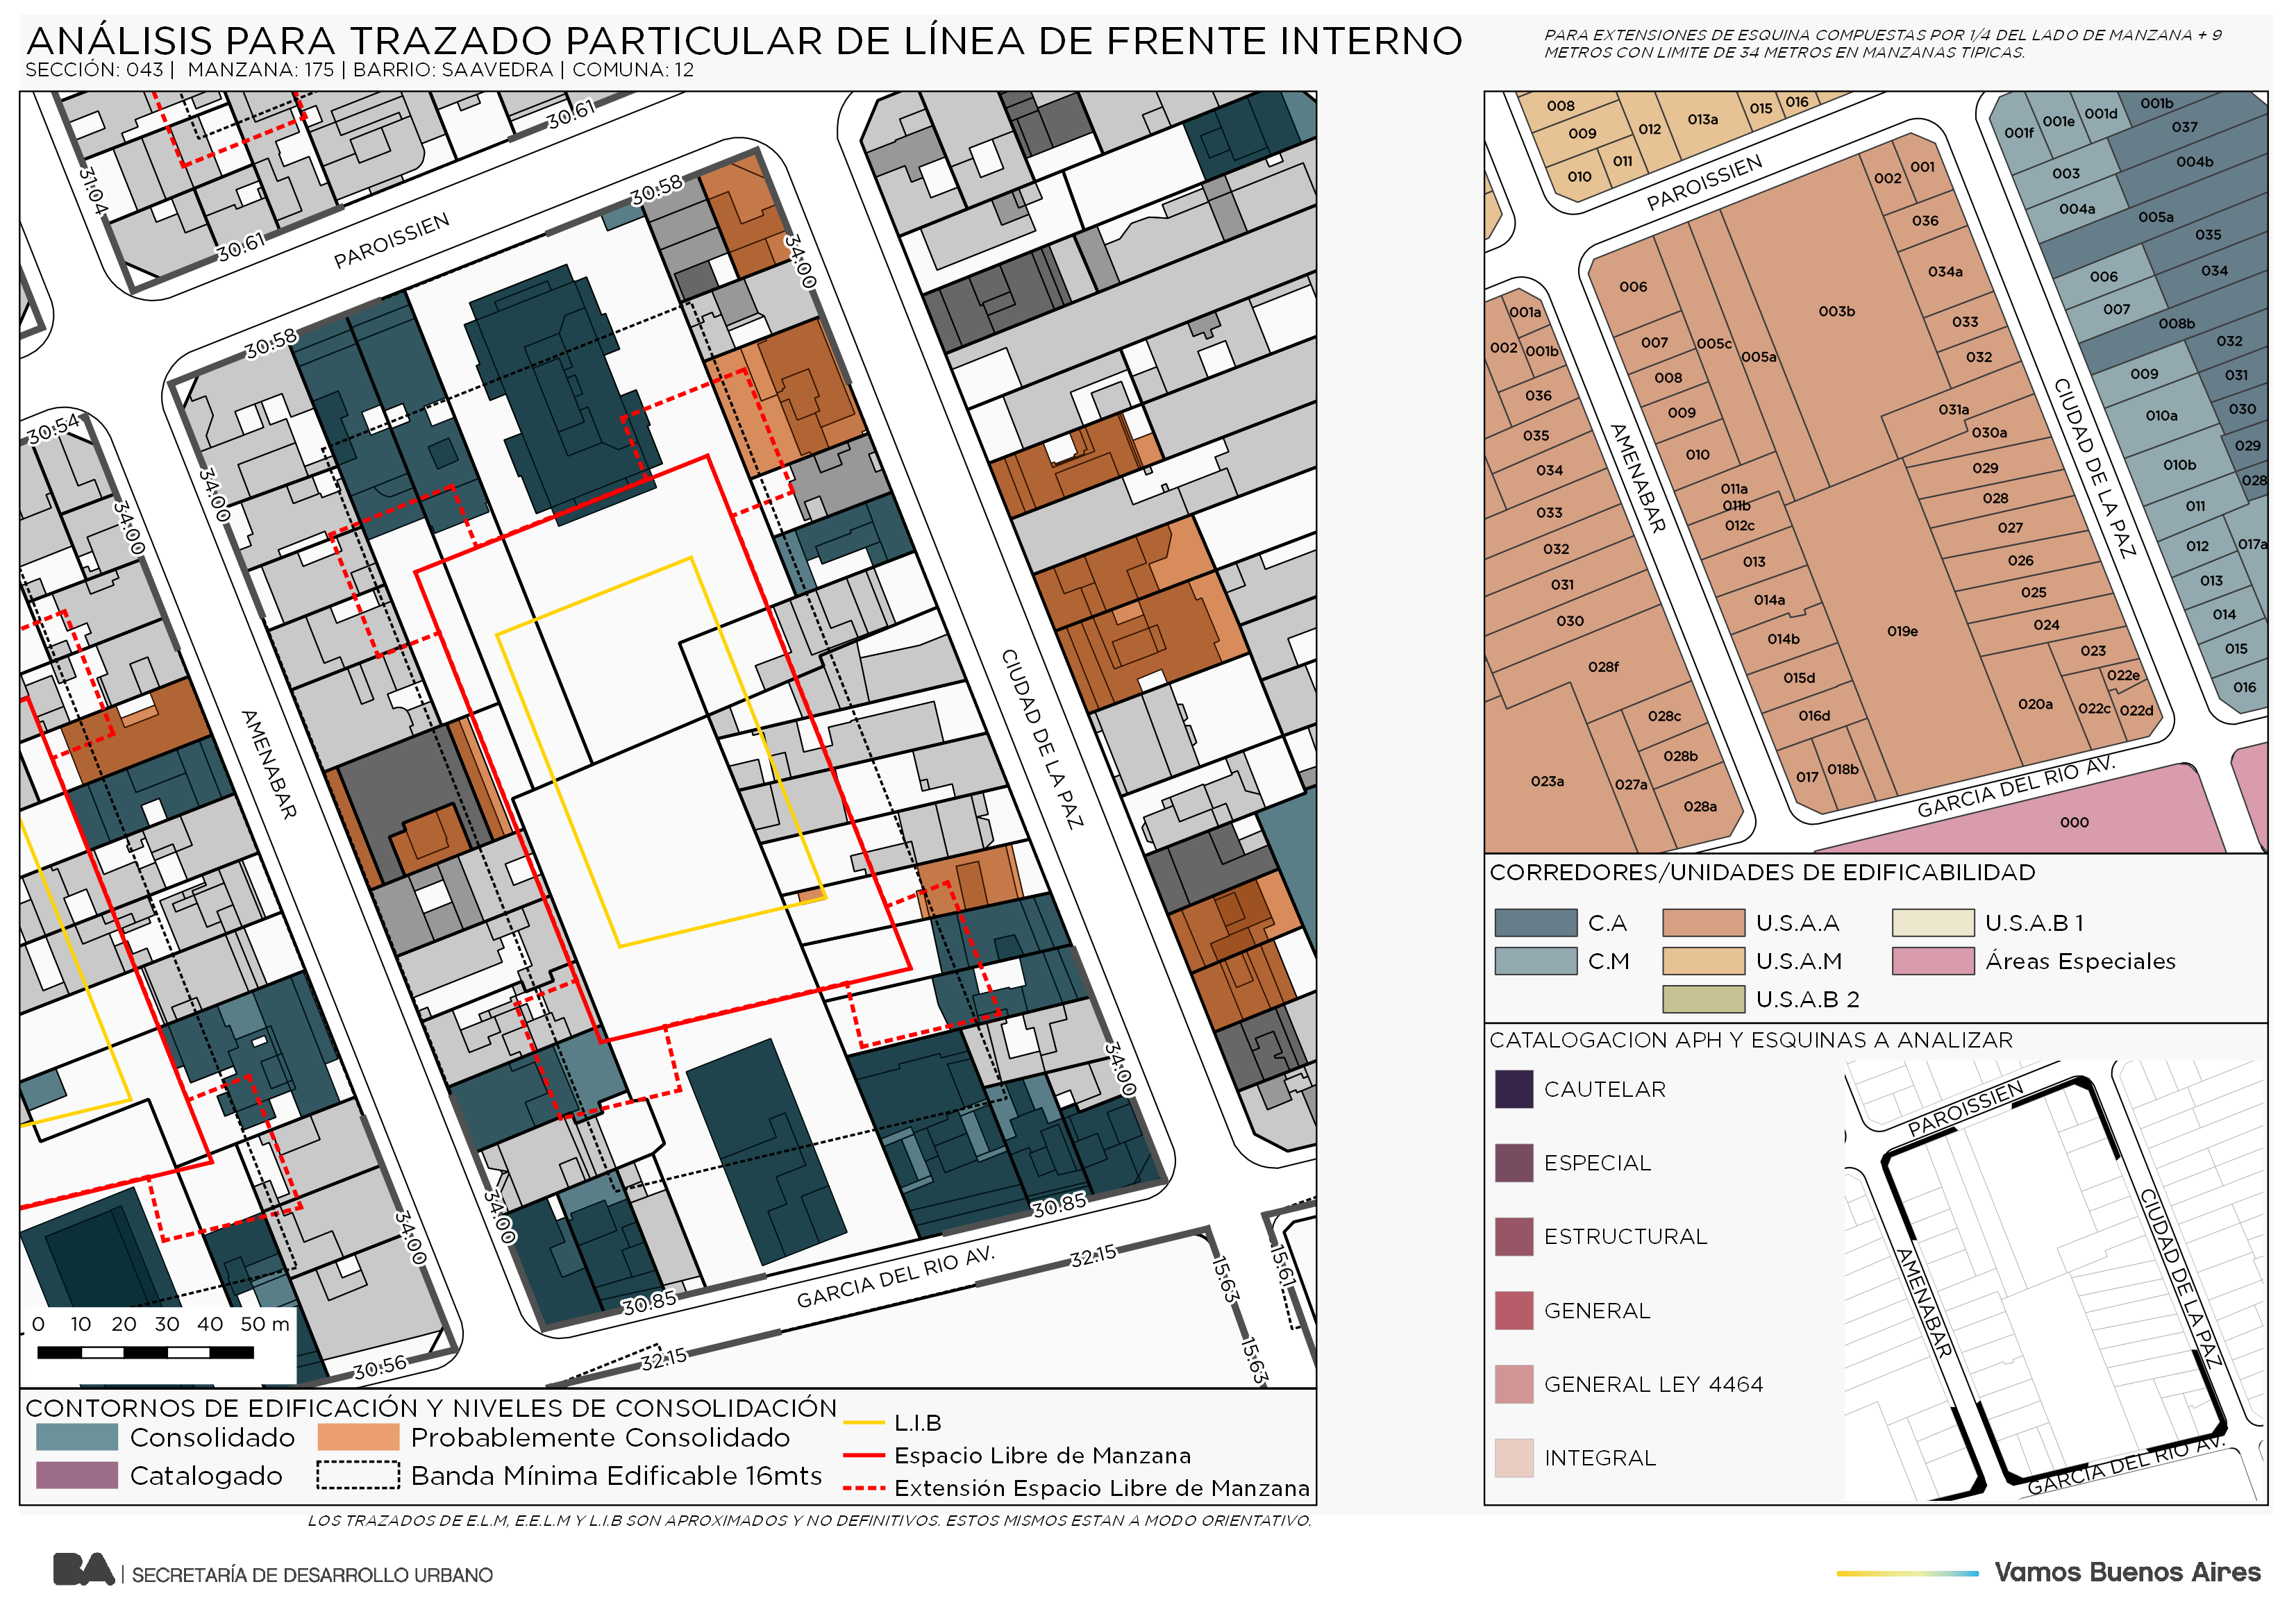 ANÁLISIS PARA TRAZADO PARTICULAR DE LÍNEA DE FRENTE INTERNO
SECCIÓN: 043 | MANZANA: 175 | BARRIO: SAAVEDRA | COMUNA: 12
PARA EXTENSIONES DE ESQUINA COMPUESTAS POR 1/4 DEL LADO DE MANZANA + 9
METROS CON LIMITE DE 34 METROS EN MANZANAS TIPICAS.
30.61
31.04
30.61
PAROISSIEN
30.58
34.00
30.58
30.54
34.00
34.00
AMENABAR
CIUDAD DE LA PAZ
34.00
34.00
34.00
30.85
GARCIA DEL RIO AV.
30.85
32.15
32.15
15.63
15.61
15.63
30.56
0 10 20 30 40 50 m
CONTORNOS DE EDIFICACIÓN Y NIVELES DE CONSOLIDACIÓN
Consolidado
Probablemente Consolidado
Catalogado
Banda Mínima Edificable 16mts
L.I.B
Espacio Libre de Manzana
Extensión Espacio Libre de Manzana
LOS TRAZADOS DE E.L.M, E.E.L.M Y L.I.B SON APROXIMADOS Y NO DEFINITIVOS. ESTOS MISMOS ESTAN A MODO ORIENTATIVO.
008
009
010
011
012
013a
015
016
PAROISSIEN
001f
001e
001d
001b
037
003
004b
004a
005a
035
006
034
007
008b
032
009
031
010a
030
029
010b
028
011
012
017a
013
014
015
016
001a
002
001b
036
035
034
033
032
031
030
028f
028c
028b
023a
027a
028a
AMENABAR
006
007
008
009
010
005c
005a
003b
002
001
036
034a
033
032
031a
030a
029
028
027
026
025
024
023
022e
022c
022d
020a
019e
011a
011b
012c
013
014a
014b
015d
016d
017
018b
CIUDAD DE LA PAZ
GARCIA DEL RIO AV.
000
CORREDORES/UNIDADES DE EDIFICABILIDAD
C.A
U.S.A.A
U.S.A.B 1
C.M
U.S.A.M
Áreas Especiales
U.S.A.B 2
CATALOGACION APH Y ESQUINAS A ANALIZAR
CAUTELAR
ESPECIAL
ESTRUCTURAL
GENERAL
GENERAL LEY 4464
INTEGRAL
PAROISSIEN
AMENABAR
CIUDAD DE LA PAZ
GARCIA DEL RIO AV.
BA | SECRETARÍA DE DESARROLLO URBANO
Vamos Buenos Aires